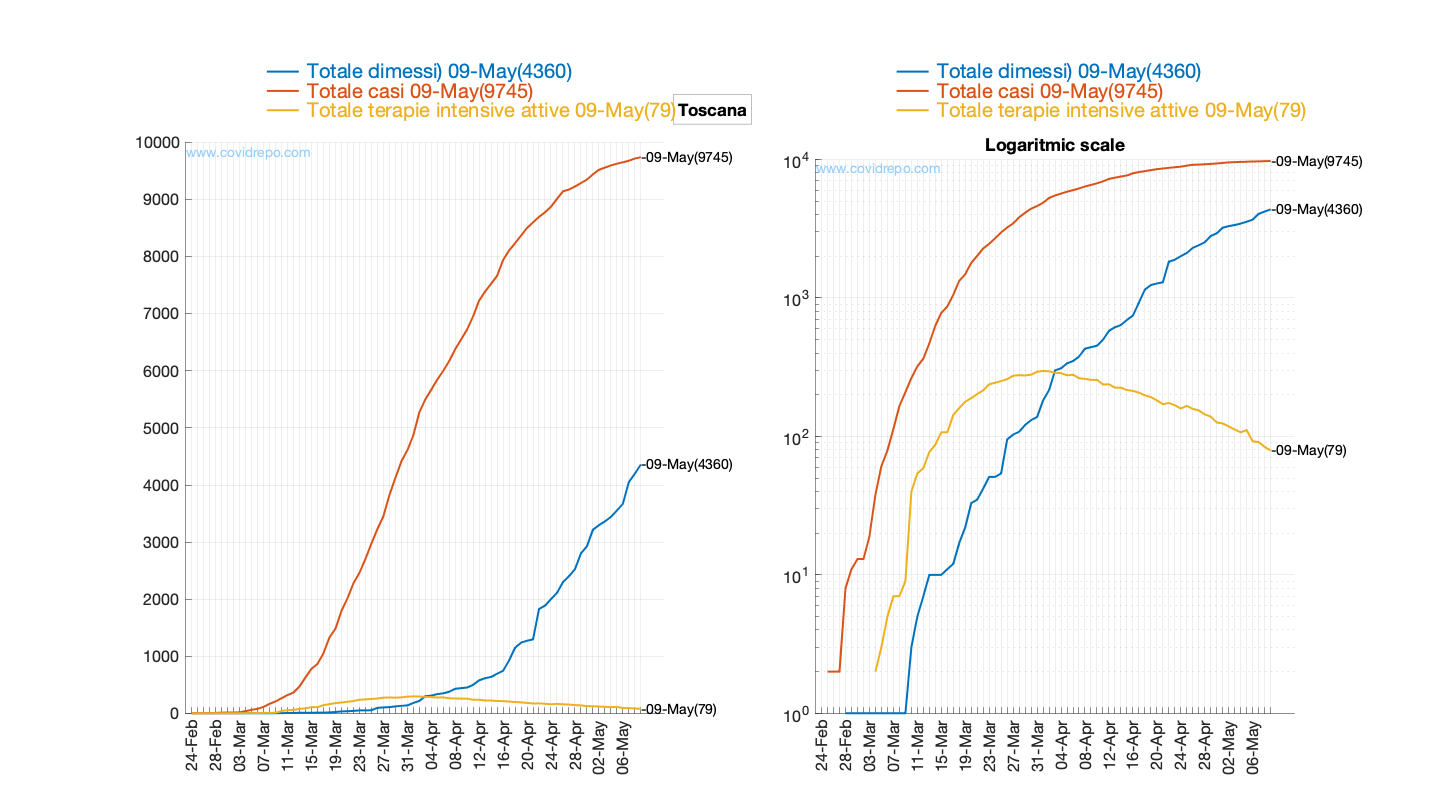 Totale dimessi) 09-May(4360)
Totale casi 09-May(9745)
Totale terapie intensive attive 09-May(79)
Toscana
10000
9000
8000
7000
6000
5000
4000
3000
2000
1000
0
www.covidrepo.com
-09-May(9745)
-09-May(4360)
-09-May(79)
24-Feb
28-Feb
03-Mar
07-Mar
11-Mar
15-Mar
19-Mar
23-Mar
27-Mar
31-Mar
04-Apr
08-Apr
12-Apr
16-Apr
20-Apr
24-Apr
28-Apr
02-May
06-May
Totale dimessi) 09-May(4360)
Totale casi 09-May(9745)
Totale terapie intensive attive 09-May(79)
Logaritmic scale
10^4
10^3
10^2
10^1
10^0
www.covidrepo.com
-09-May(9745)
-09-May(4360)
-09-May(79)
24-Feb
28-Feb
03-Mar
07-Mar
11-Mar
15-Mar
19-Mar
23-Mar
27-Mar
31-Mar
04-Apr
08-Apr
12-Apr
16-Apr
20-Apr
24-Apr
28-Apr
02-May
06-May